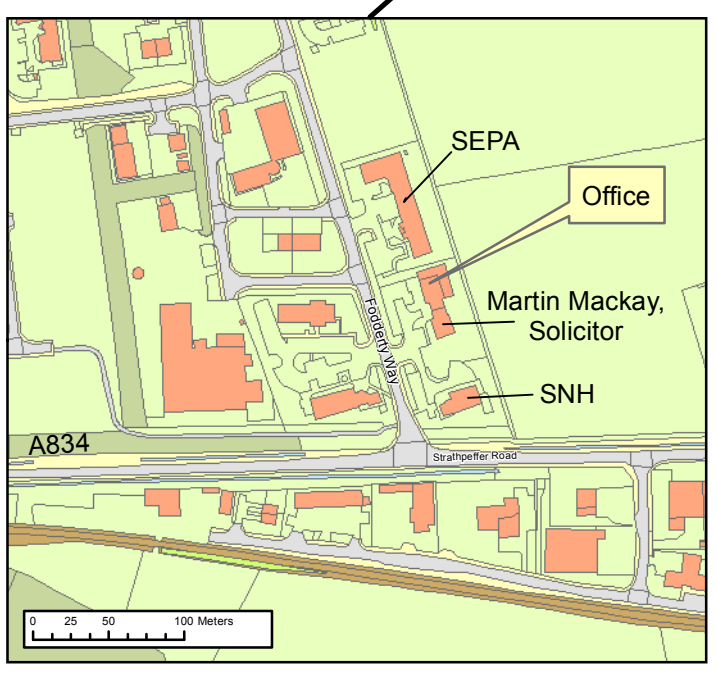 SEPA
Office
Martin Mackay,
Solicitor
Fodderty Way
SNH
A834
Strathpeffer Road
0 25 50 100 Meters